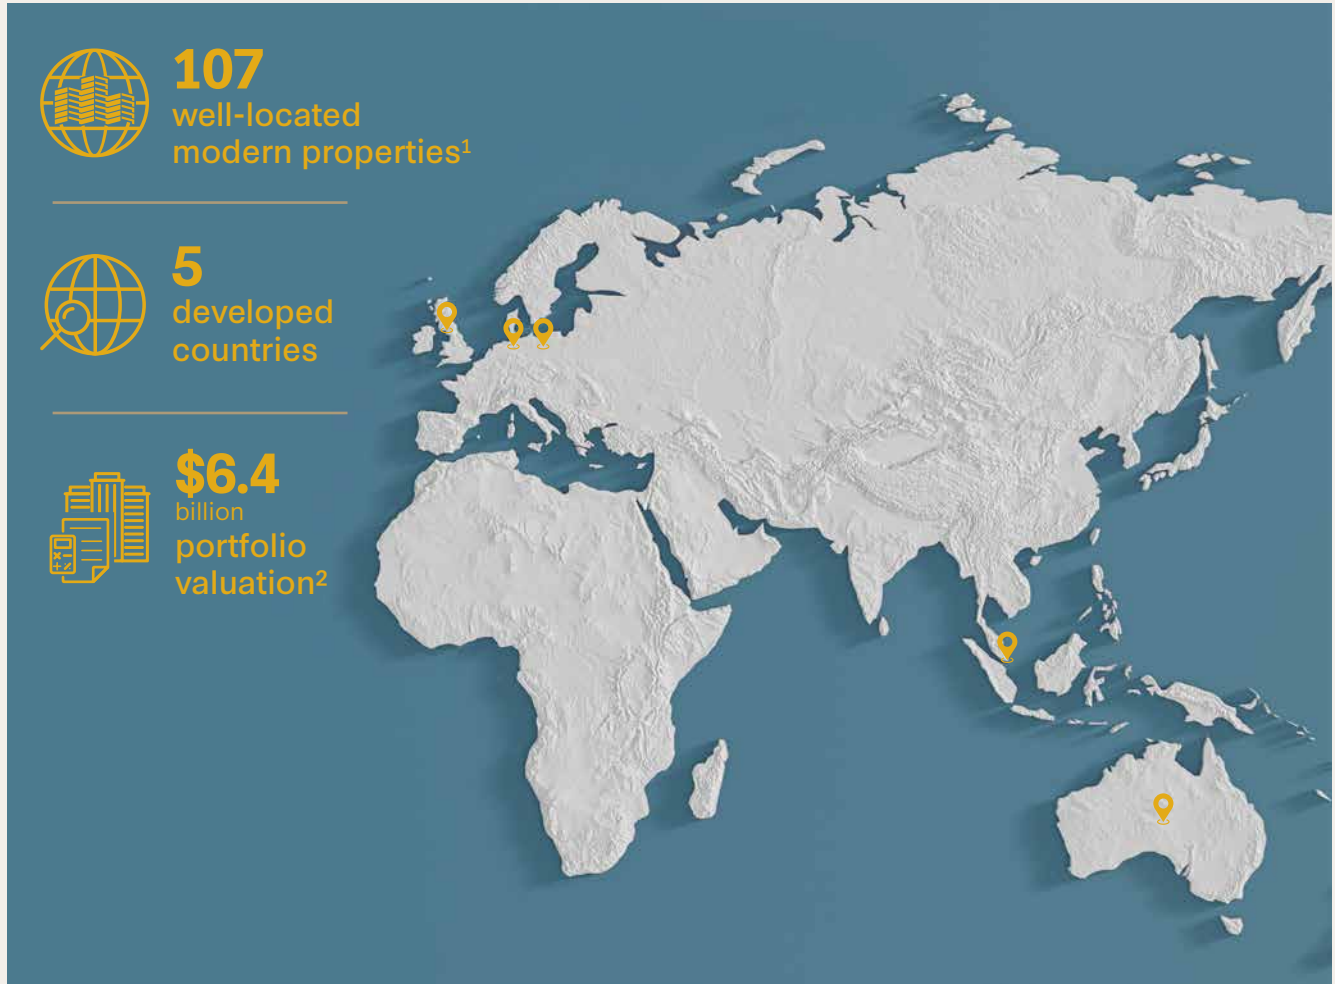 107
well-located
modern properties¹
5
developed
countries
$6.4
billion
portfolio
valuation²